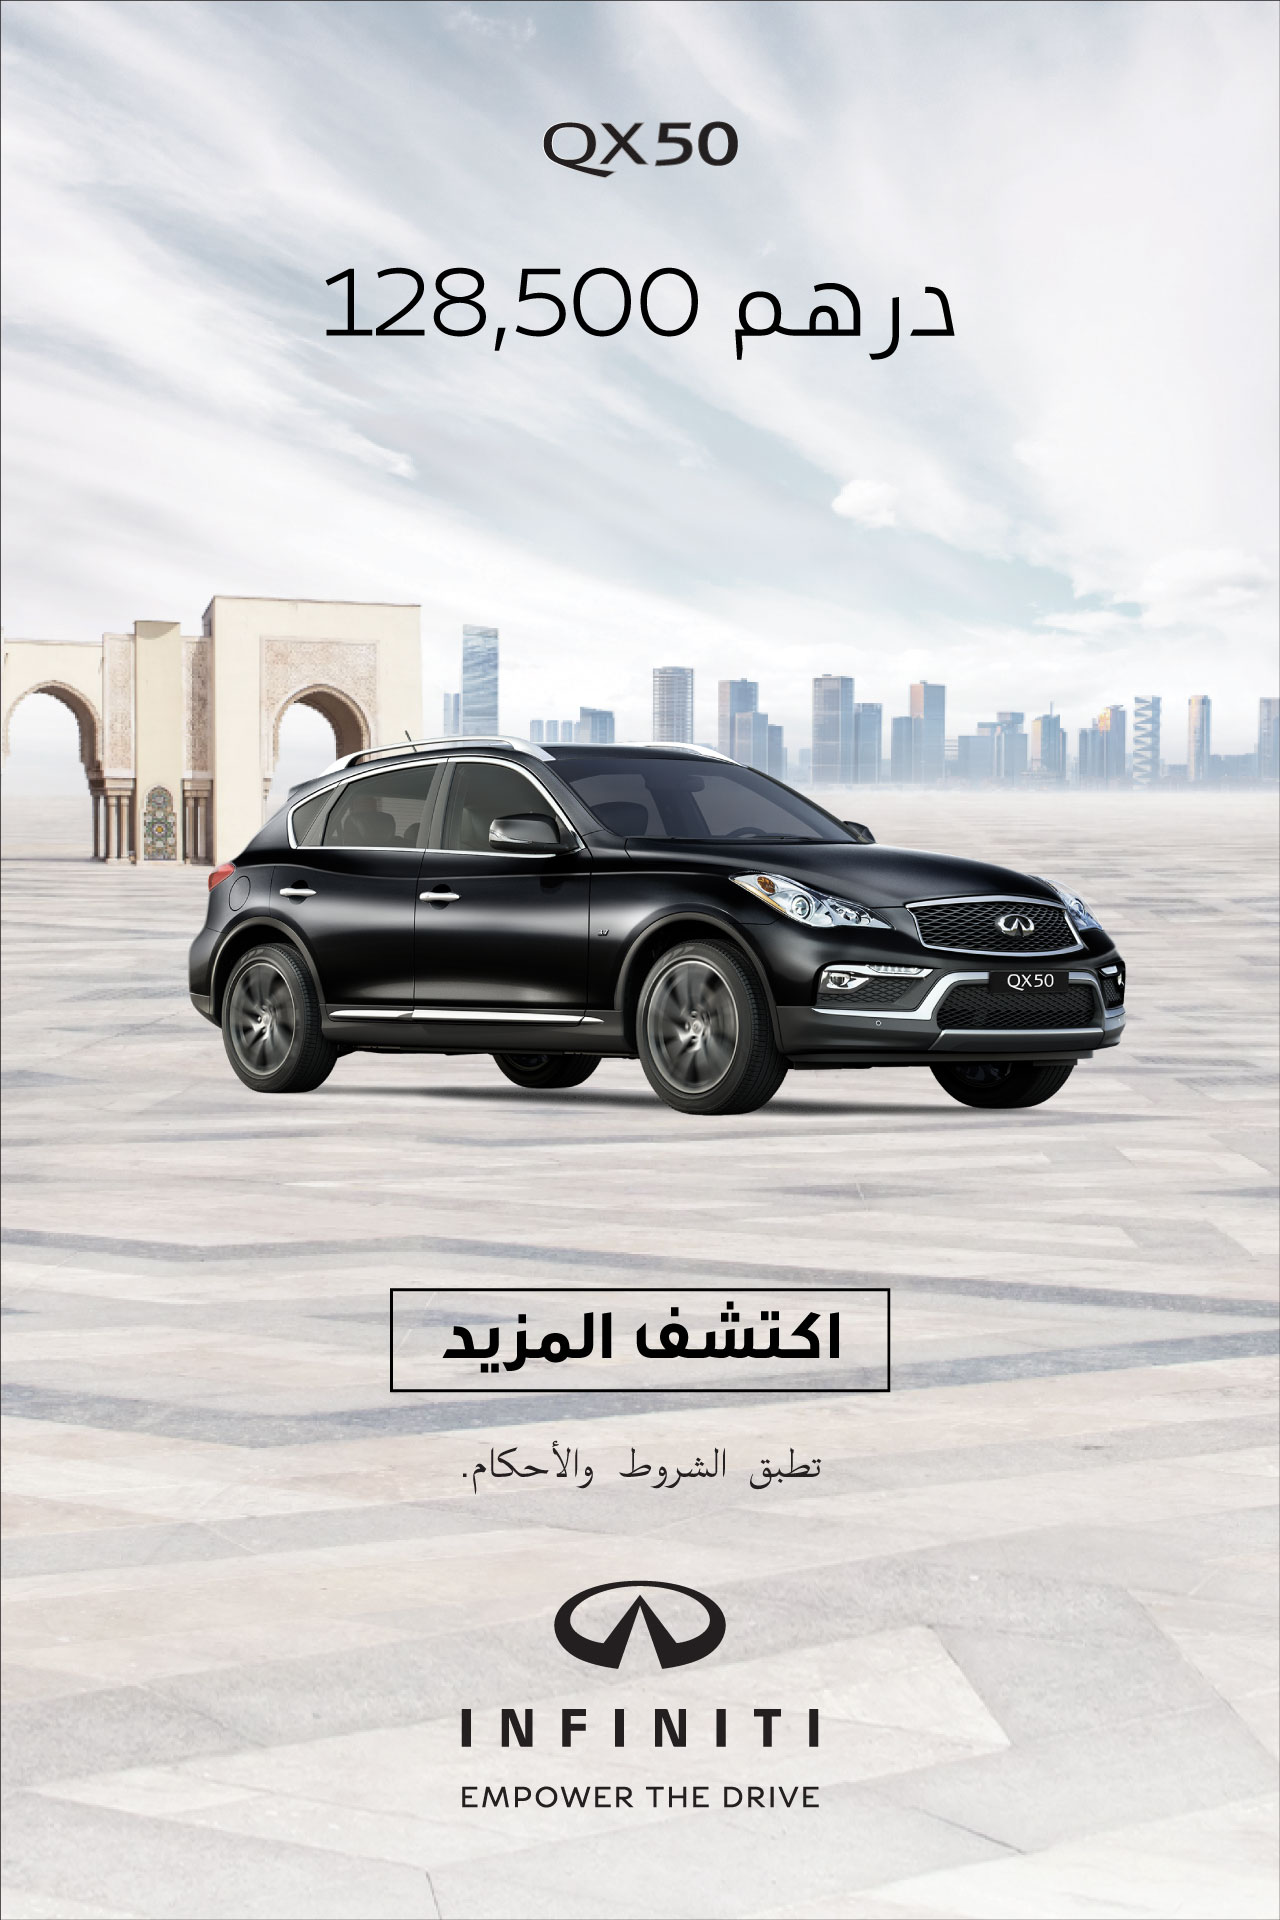 QX50
درهم 128,500
QX50
اكتشف المزيد
تطبق الشروط والأحكام.
INFINITI
EMPOWER THE DRIVE